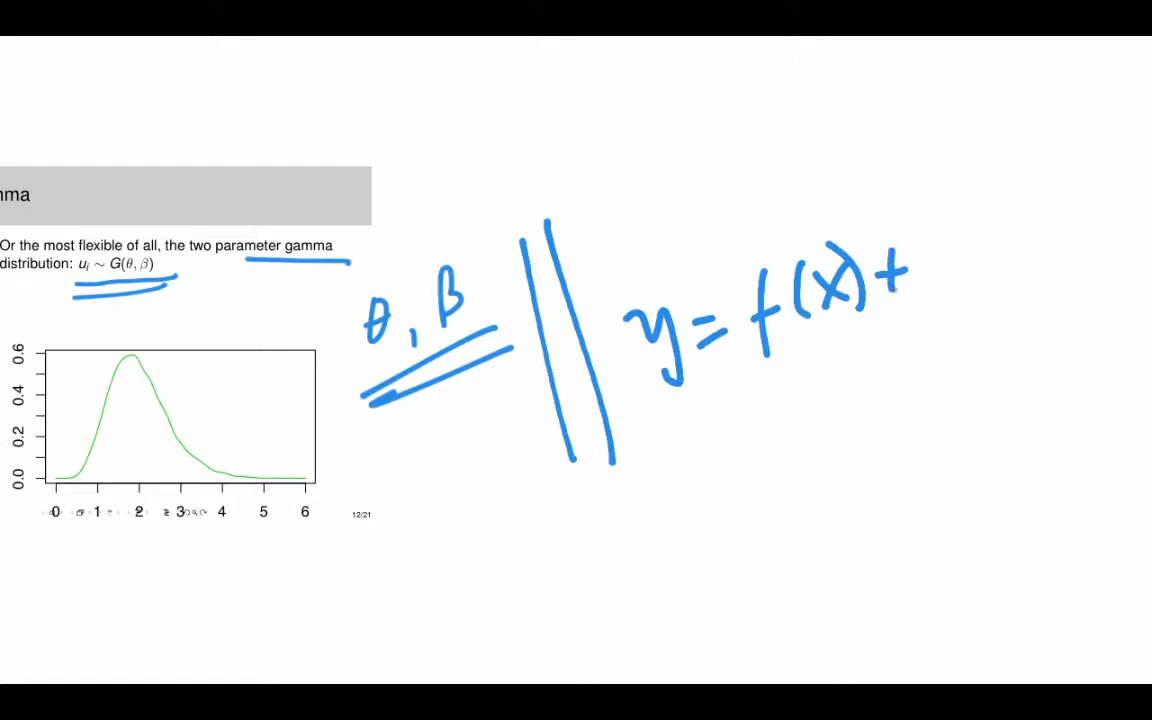 mma
Or the most flexible of all, the two parameter gamma
distribution: uᵢ ~ G(θ, β)
θ, β
y = f(x) +
0.6
0.4
0.2
0.0
0 1 2 3 4 5 6
12/21